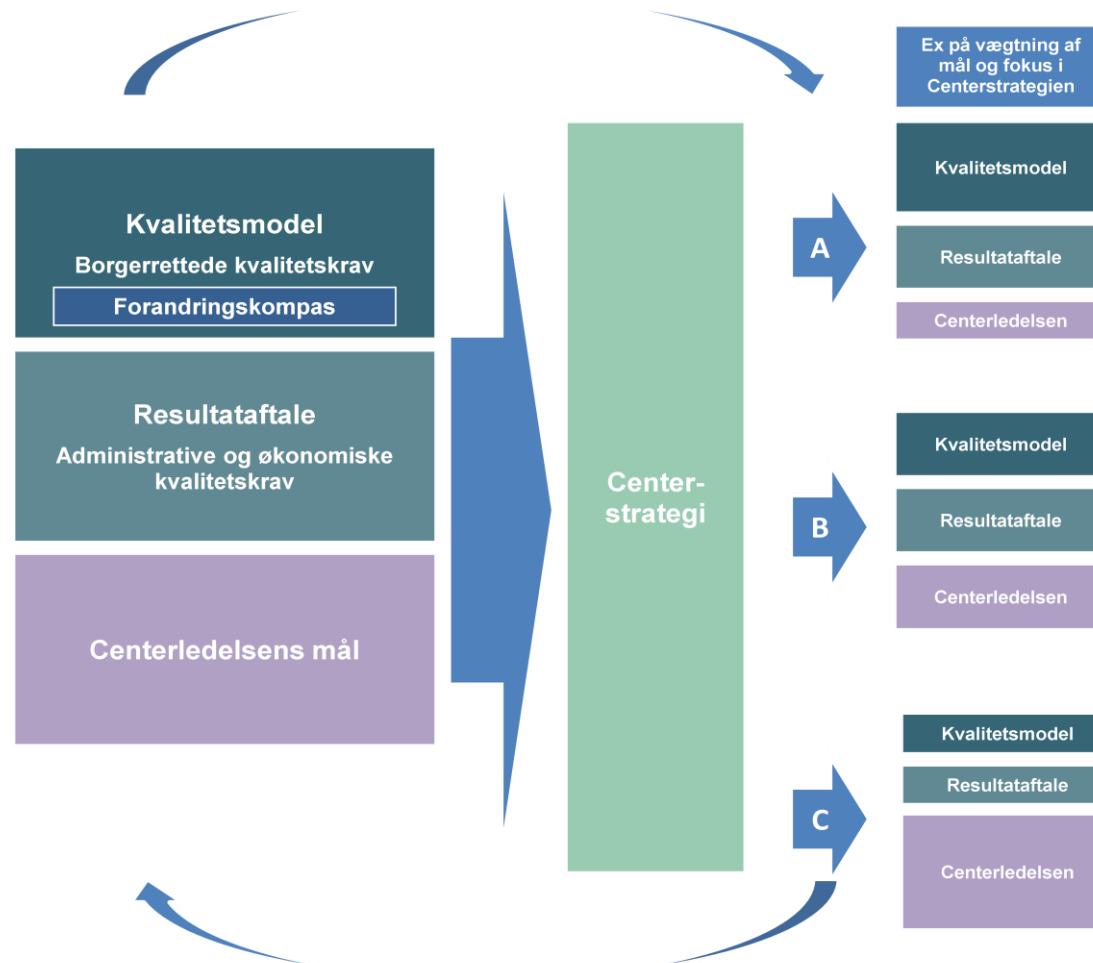 Kvalitetsmodel
Borgerrettede kvalitetskrav
Forandringskompas
Resultataftale
Administrative og økonomiske
kvalitetskrav
Centerledelsens mål
Center-
strategi
A
B
C
Ex på vægtning af
mål og fokus i
Centerstrategien
Kvalitetsmodel
Resultataftale
Centerledelsen
Kvalitetsmodel
Resultataftale
Centerledelsen
Kvalitetsmodel
Resultataftale
Centerledelsen